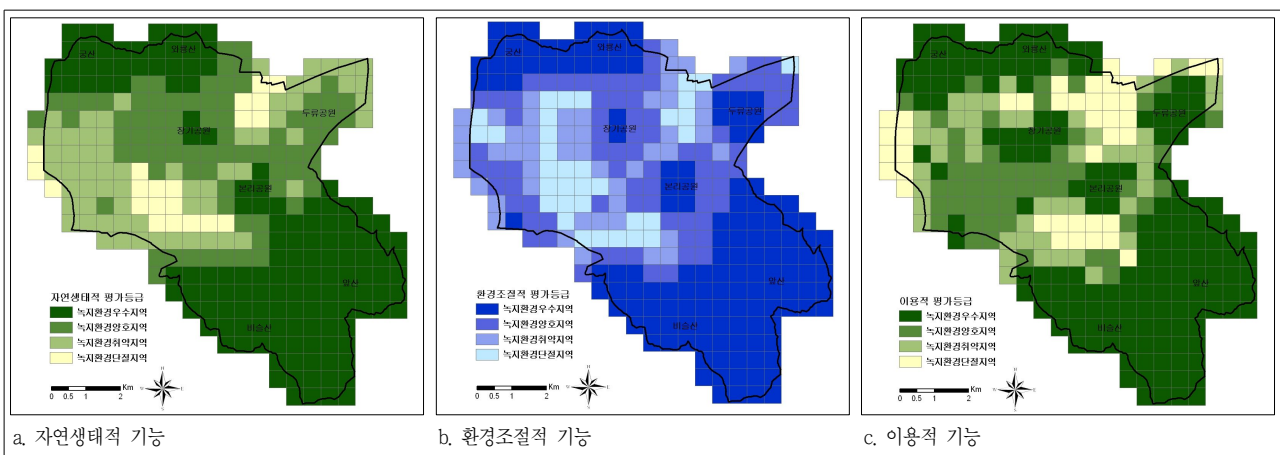 궁산
와룡산
두류공원
장기공원
본리공원
앞산
비슬산
자연생태적 평가등급
녹지환경우수지역
녹지환경양호지역
녹지환경취약지역
녹지환경단절지역
0 0.5 1 2 Km
N
W E
S
a. 자연생태적 기능
궁산
와룡산
두류공원
장기공원
본리공원
앞산
비슬산
환경조절적 평가등급
녹지환경우수지역
녹지환경양호지역
녹지환경취약지역
녹지환경단절지역
0 0.5 1 2 Km
N
W E
S
b. 환경조절적 기능
궁산
와룡산
두류공원
장기공원
본리공원
앞산
비슬산
이용적 평가등급
녹지환경우수지역
녹지환경양호지역
녹지환경취약지역
녹지환경단절지역
0 0.5 1 2 Km
N
W E
S
c. 이용적 기능